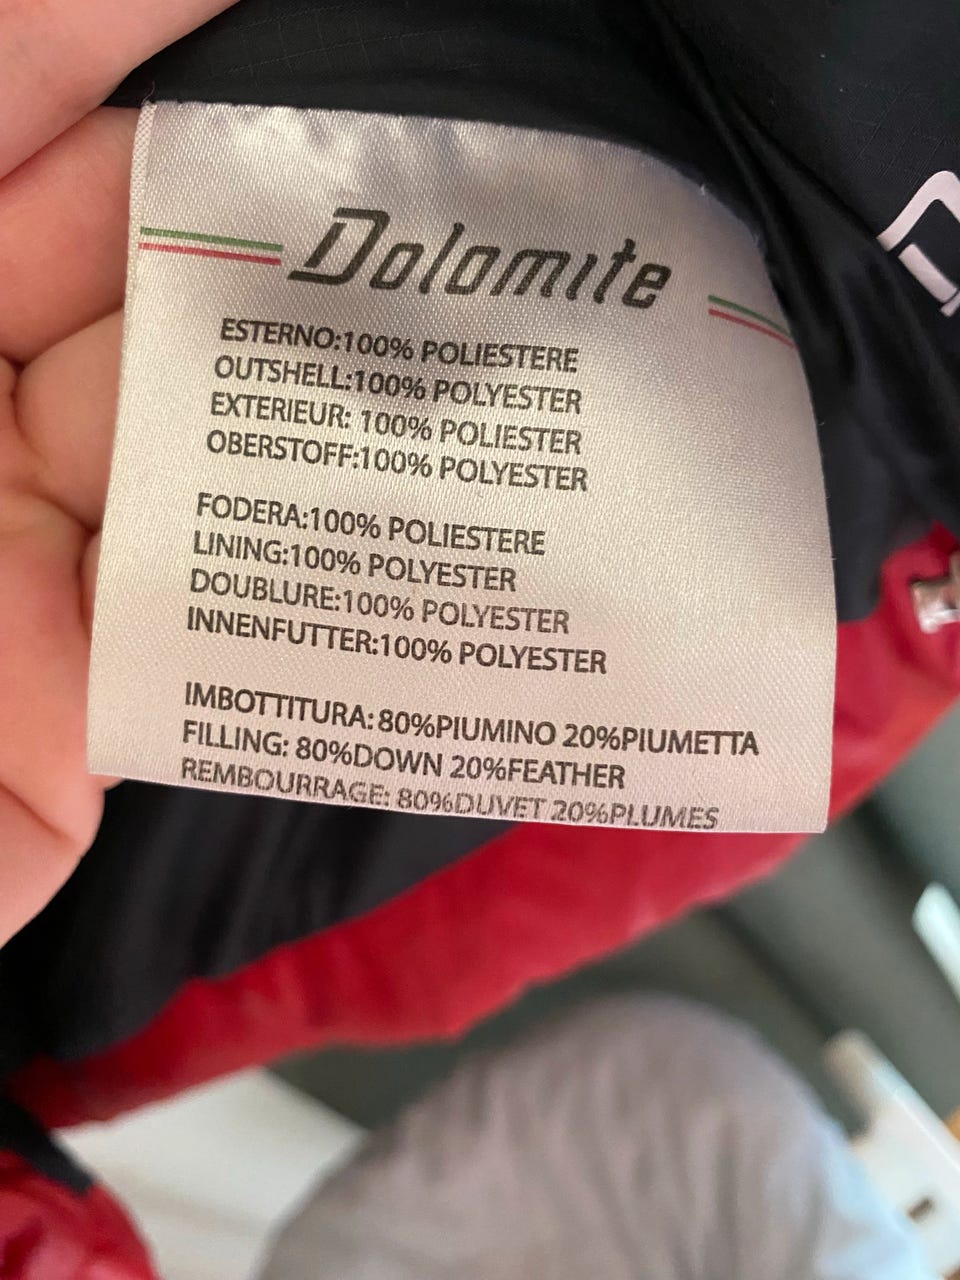 Dolomite
ESTERNO:100% POLIESTERE
OUTSHELL:100% POLYESTER
EXTERIEUR: 100% POLIESTER
OBERSTOFF:100% POLYESTER
FODERA:100% POLIESTERE
LINING:100% POLYESTER
DOUBLURE:100% POLYESTER
INNENFUTTER:100% POLYESTER
IMBOTTITURA: 80%PIUMINO 20%PIUMETTA
FILLING: 80%DOWN 20%FEATHER
REMBOURRAGE: 80%DUVET 20%PLUMES